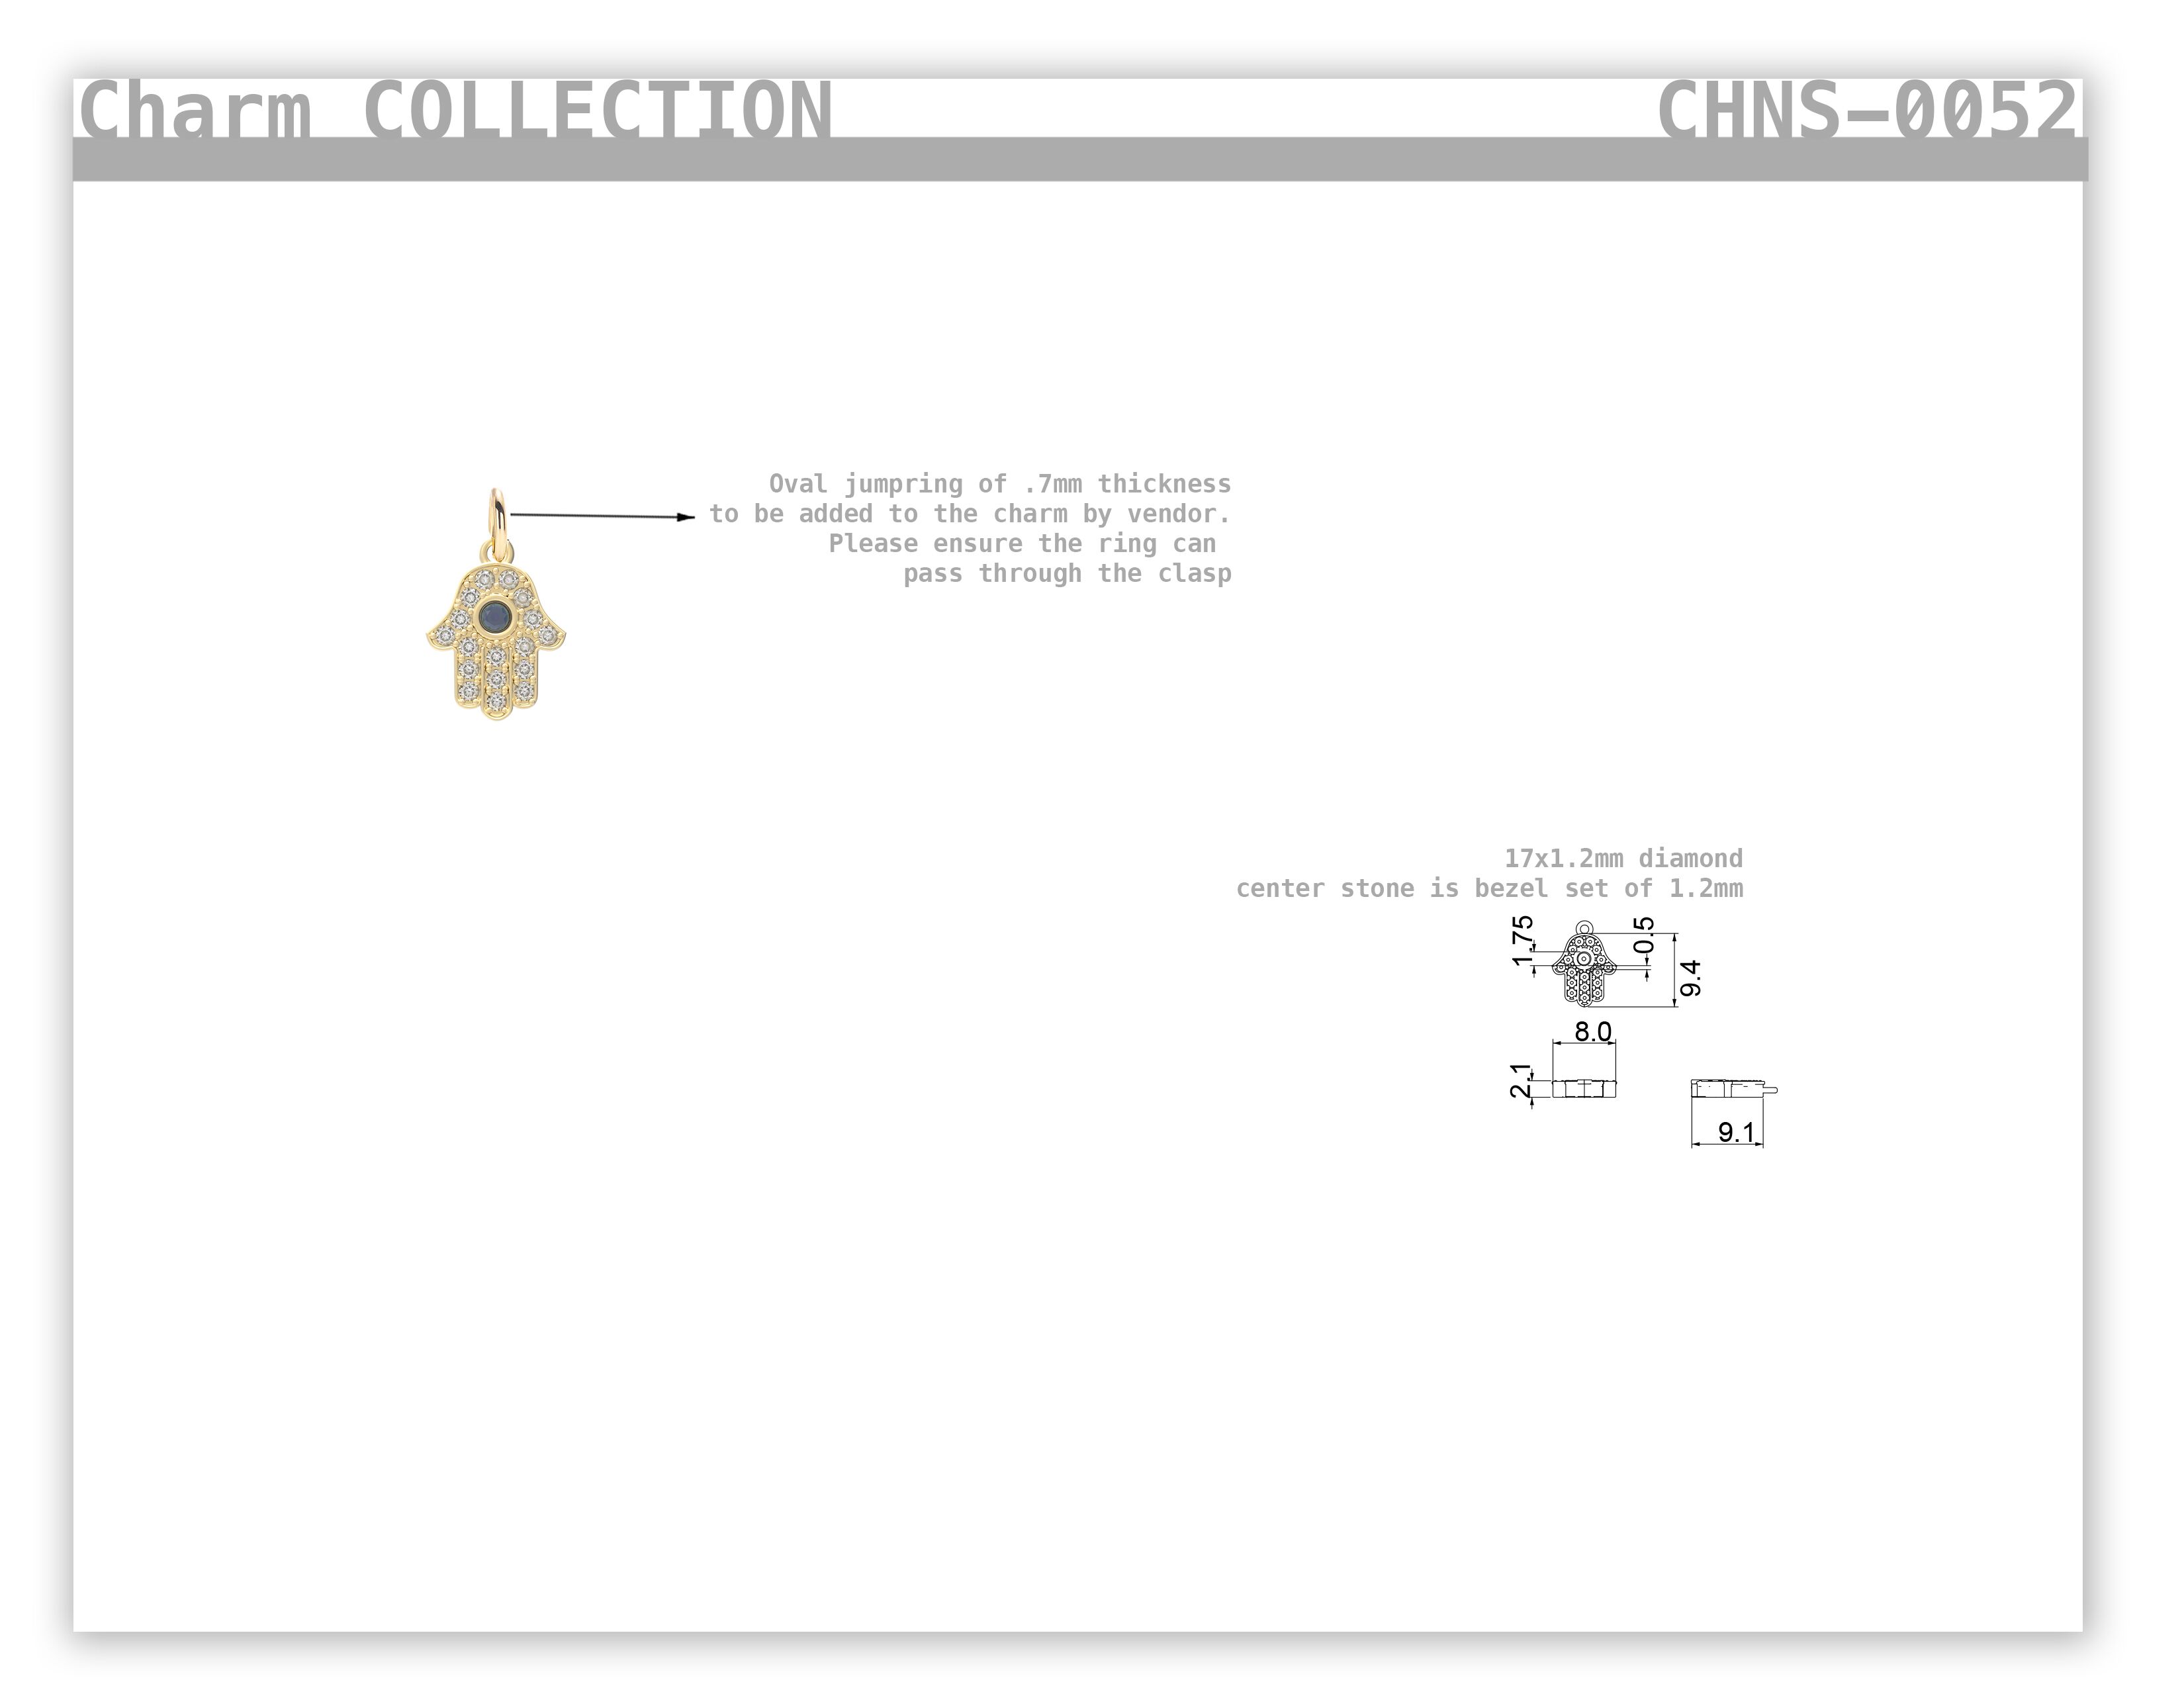 Charm COLLECTION
CHNS-0052
Oval jumpring of .7mm thickness
to be added to the charm by vendor.
Please ensure the ring can
pass through the clasp
17x1.2mm diamond
center stone is bezel set of 1.2mm
1.75
0.5
9.4
8.0
2.1
9.1